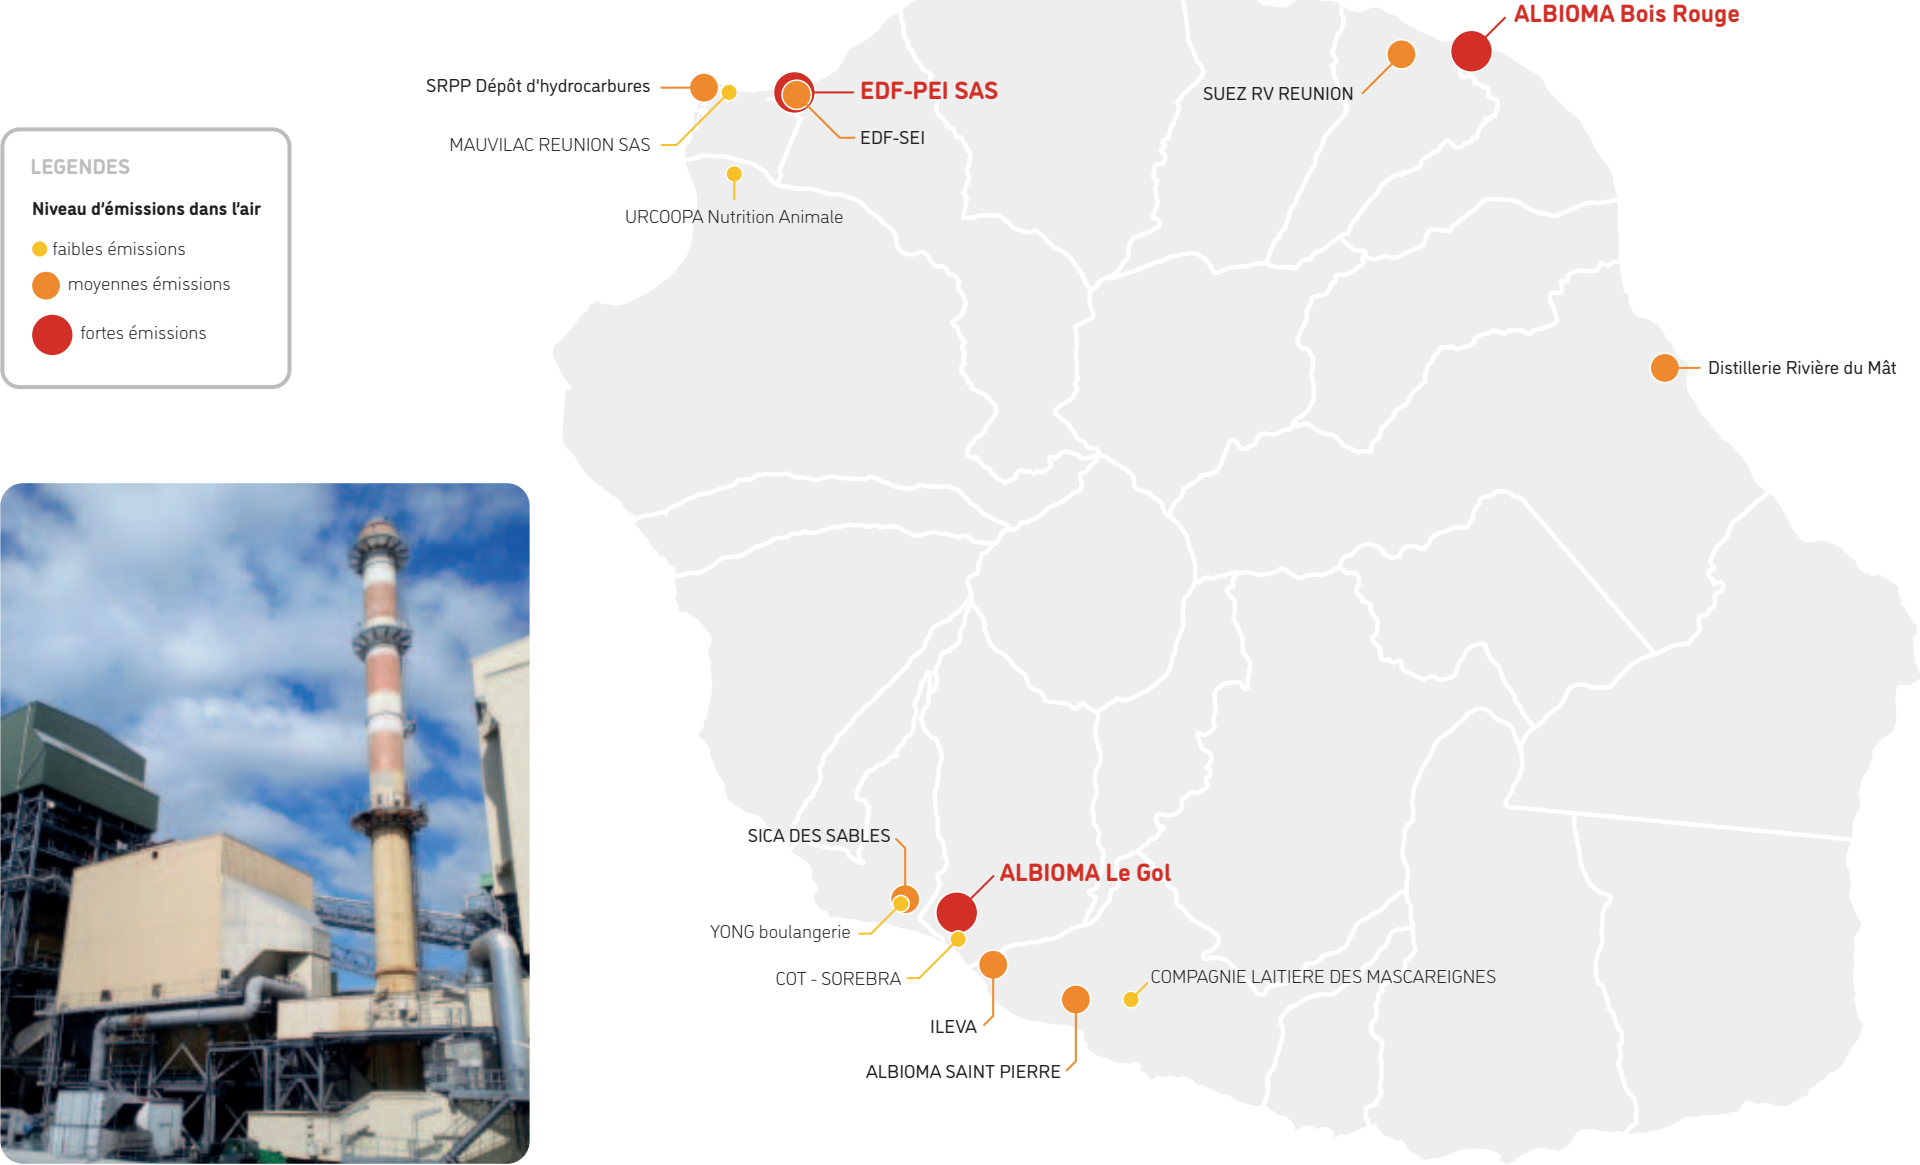 ALBIOMA Bois Rouge
SRPP Dépôt d'hydrocarbures
EDF-PEI SAS
SUEZ RV REUNION
MAUVILAC REUNION SAS
EDF-SEI
LEGENDES
Niveau d'émissions dans l'air
faibles émissions
moyennes émissions
fortes émissions
URCOOPA Nutrition Animale
Distillerie Rivière du Mât
SICA DES SABLES
ALBIOMA Le Gol
YONG boulangerie
COT - SOREBRA
COMPAGNIE LAITIERE DES MASCAREIGNES
ILEVA
ALBIOMA SAINT PIERRE